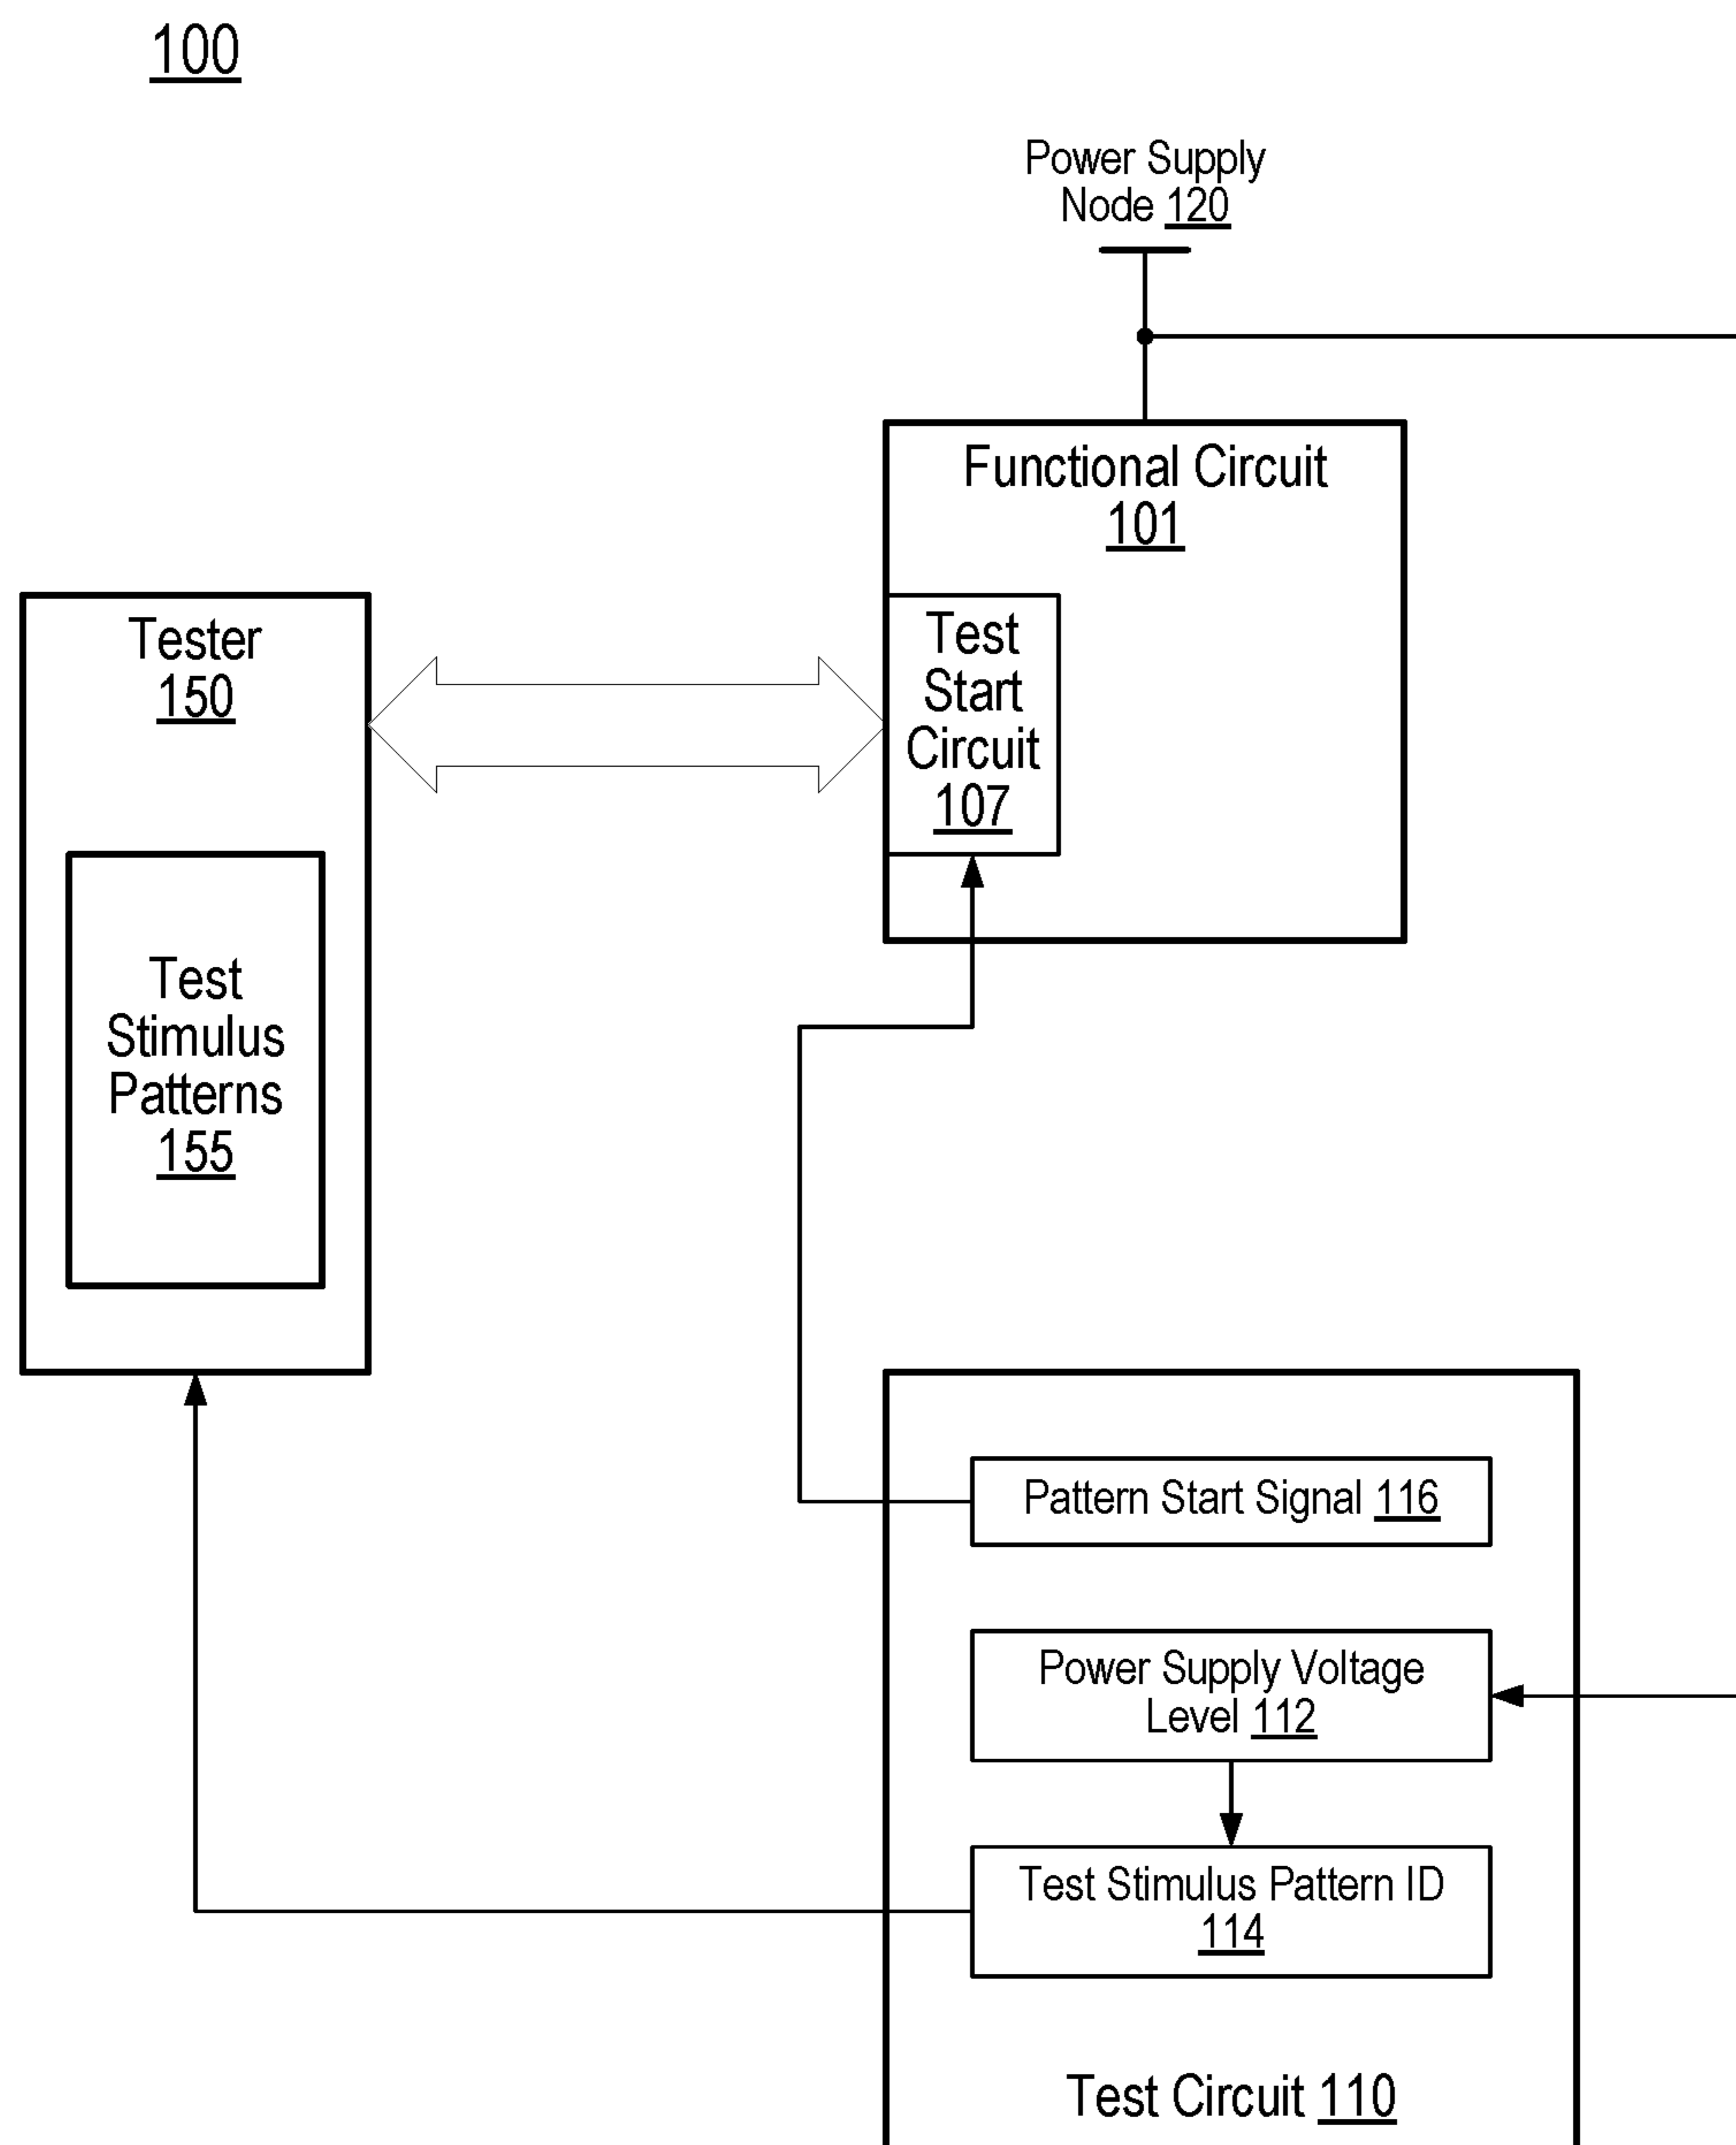 100
Power Supply
Node 120
Functional Circuit
101
Tester
150
Test
Start
Circuit
107
Test
Stimulus
Patterns
155
Pattern Start Signal 116
Power Supply Voltage
Level 112
Test Stimulus Pattern ID
114
Test Circuit 110